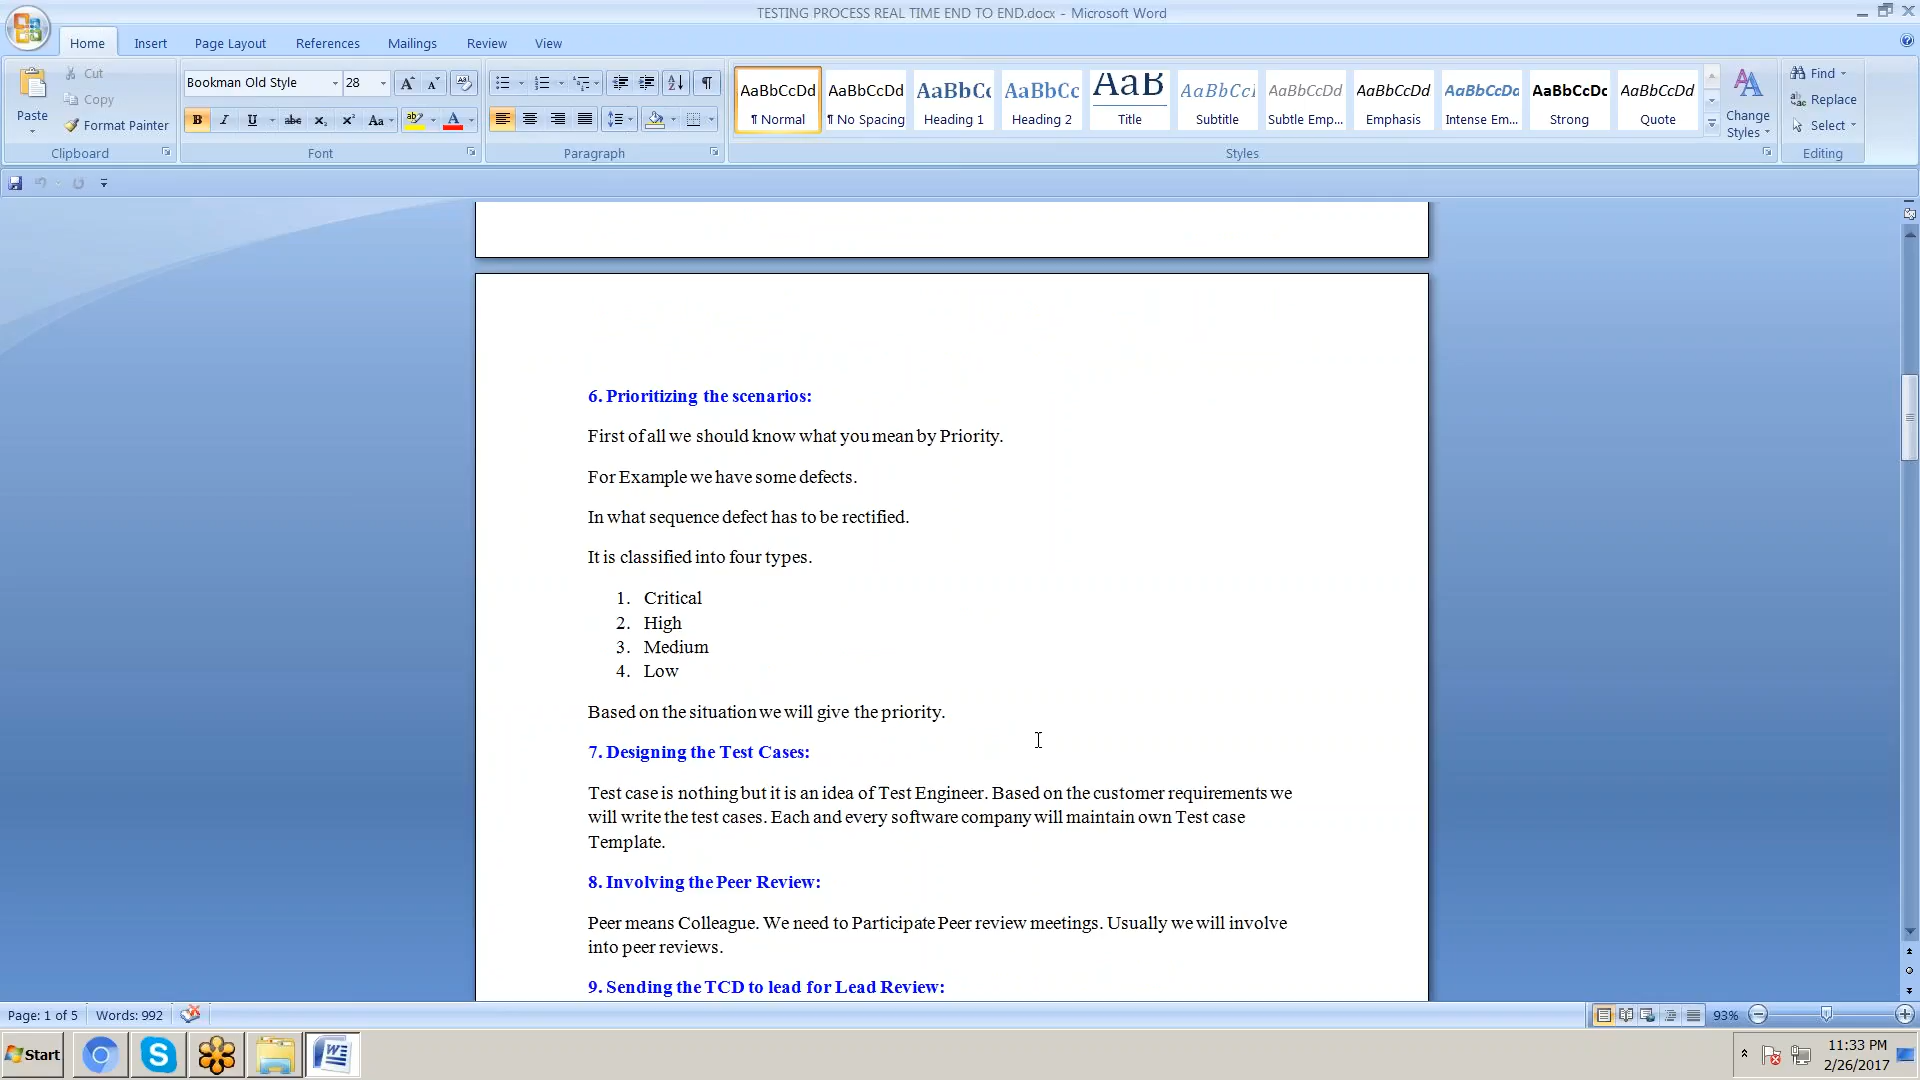 TESTING PROCESS REAL TIME END TO END.docx - Microsoft Word
Home Insert Page Layout References Mailings Review View
Paste
Cut
Copy
Format Painter
Clipboard
Bookman Old Style 28
B I U abc x₂ x² Aa ab A
Font
Paragraph
AaBbCcDd AaBbCcDd AaBbCc AaBbCc AaB AaBbCcI AaBbCcDd AaBbCcDd AaBbCcDd AaBbCcDc AaBbCcDd
¶ Normal ¶ No Spacing Heading 1 Heading 2 Title Subtitle Subtle Emp... Emphasis Intense Em... Strong Quote
Change Styles
Styles
Find
Replace
Select
Editing
6. Prioritizing the scenarios:
First of all we should know what you mean by Priority.
For Example we have some defects.
In what sequence defect has to be rectified.
It is classified into four types.
1. Critical
2. High
3. Medium
4. Low
Based on the situation we will give the priority.
7. Designing the Test Cases:
Test case is nothing but it is an idea of Test Engineer. Based on the customer requirements we
will write the test cases. Each and every software company will maintain own Test case
Template.
8. Involving the Peer Review:
Peer means Colleague. We need to Participate Peer review meetings. Usually we will involve
into peer reviews.
9. Sending the TCD to lead for Lead Review:
Page: 1 of 5 Words: 992 93%
Start
11:33 PM
2/26/2017